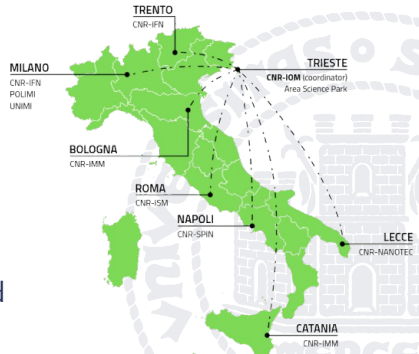 TRENTO
CNR-IFN
MILANO
CNR-IFN
POLIMI
UNIMI
TRIESTE
CNR-IOM (coordinator)
Area Science Park
BOLOGNA
CNR-IMM
ROMA
CNR-ISM
NAPOLI
CNR-SPIN
LECCE
CNR-NANOTEC
CATANIA
CNR-IMM